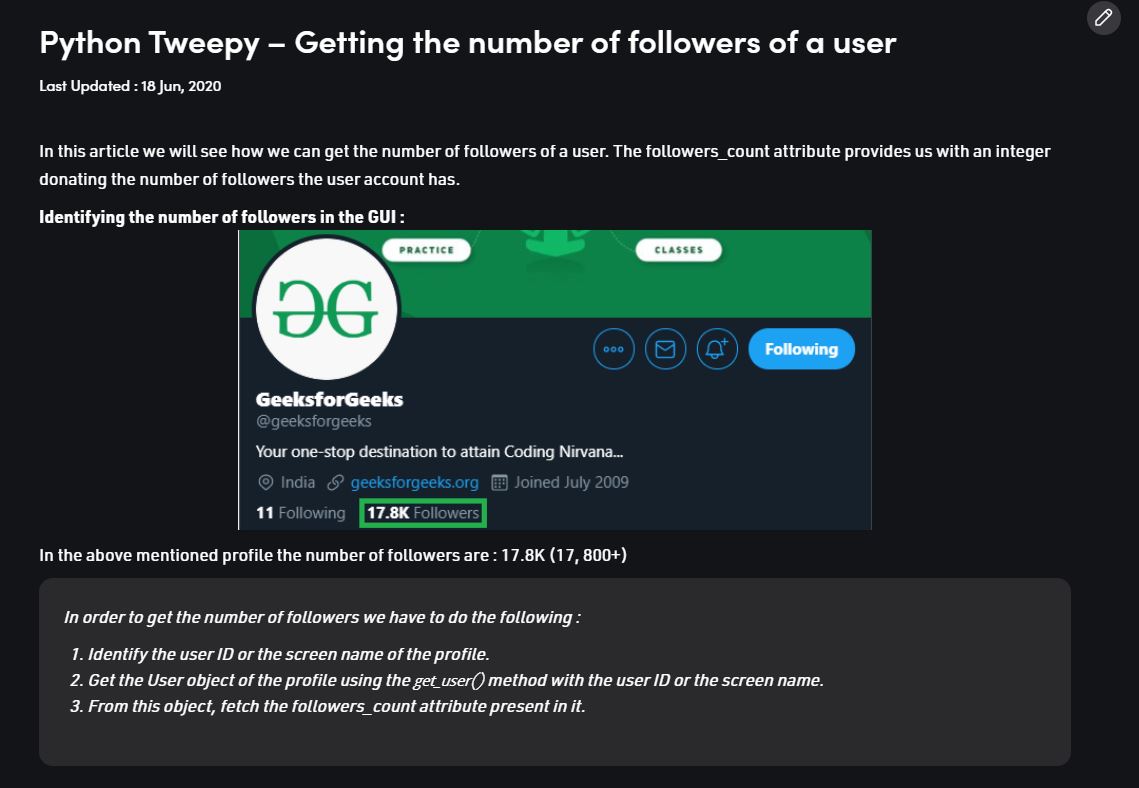 Python Tweepy – Getting the number of followers of a user
Last Updated : 18 Jun, 2020
In this article we will see how we can get the number of followers of a user. The followers_count attribute provides us with an integer
donating the number of followers the user account has.
Identifying the number of followers in the GUI :
PRACTICE
CLASSES
Following
GeeksforGeeks
@geeksforgeeks
Your one-stop destination to attain Coding Nirvana...
India geeksforgeeks.org Joined July 2009
11 Following 17.8K Followers
In the above mentioned profile the number of followers are : 17.8K (17, 800+)
In order to get the number of followers we have to do the following :
1. Identify the user ID or the screen name of the profile.
2. Get the User object of the profile using the get_user() method with the user ID or the screen name.
3. From this object, fetch the followers_count attribute present in it.